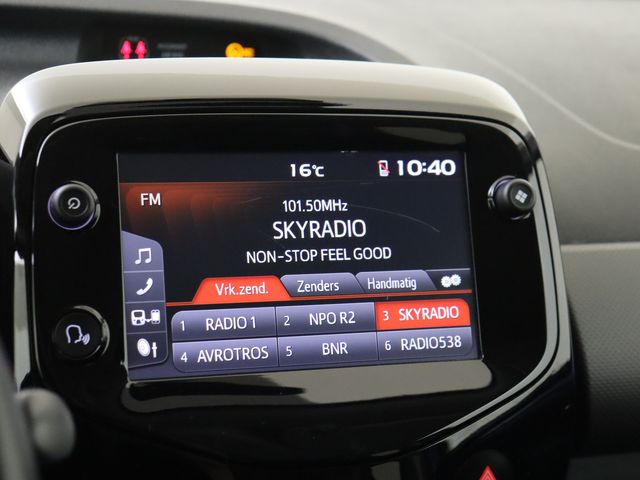 16°C 10:40
FM
101.50MHz
SKYRADIO
NON-STOP FEEL GOOD
Vrk.zend. Zenders Handmatig
1 RADIO 1 2 NPO R2 3 SKYRADIO
4 AVROTROS 5 BNR 6 RADIO538